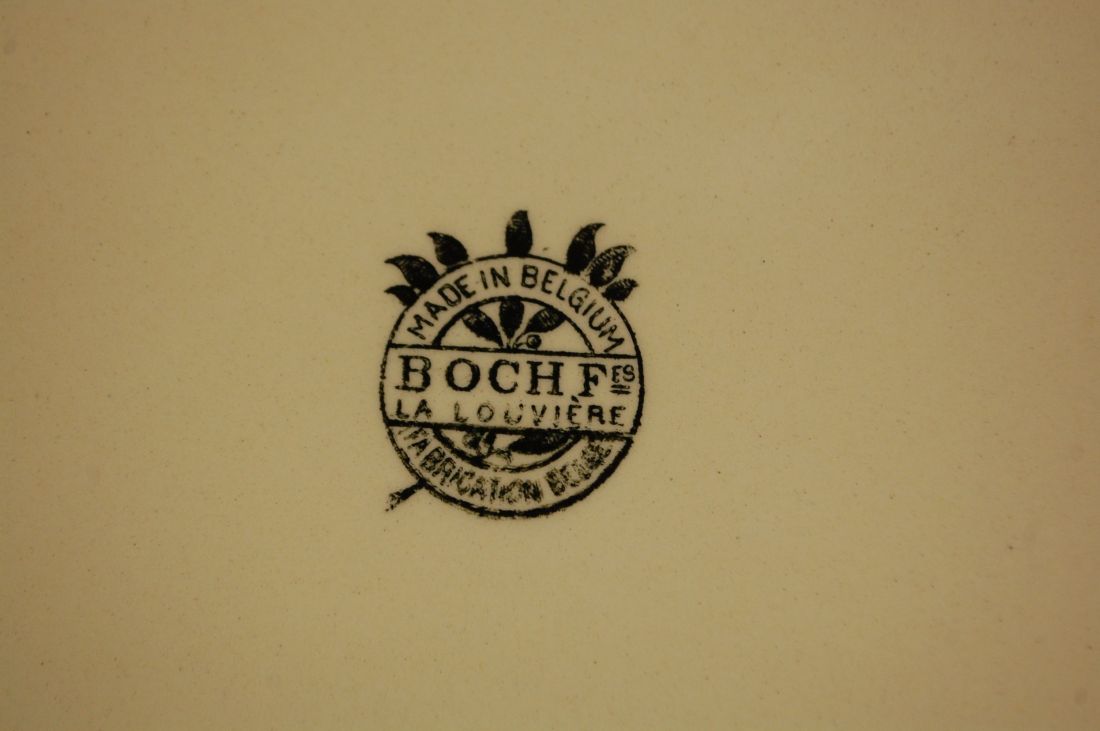 MADE IN BELGIUM
BOCH FES
LA LOUVIÈRE
FABRICATION BELGE